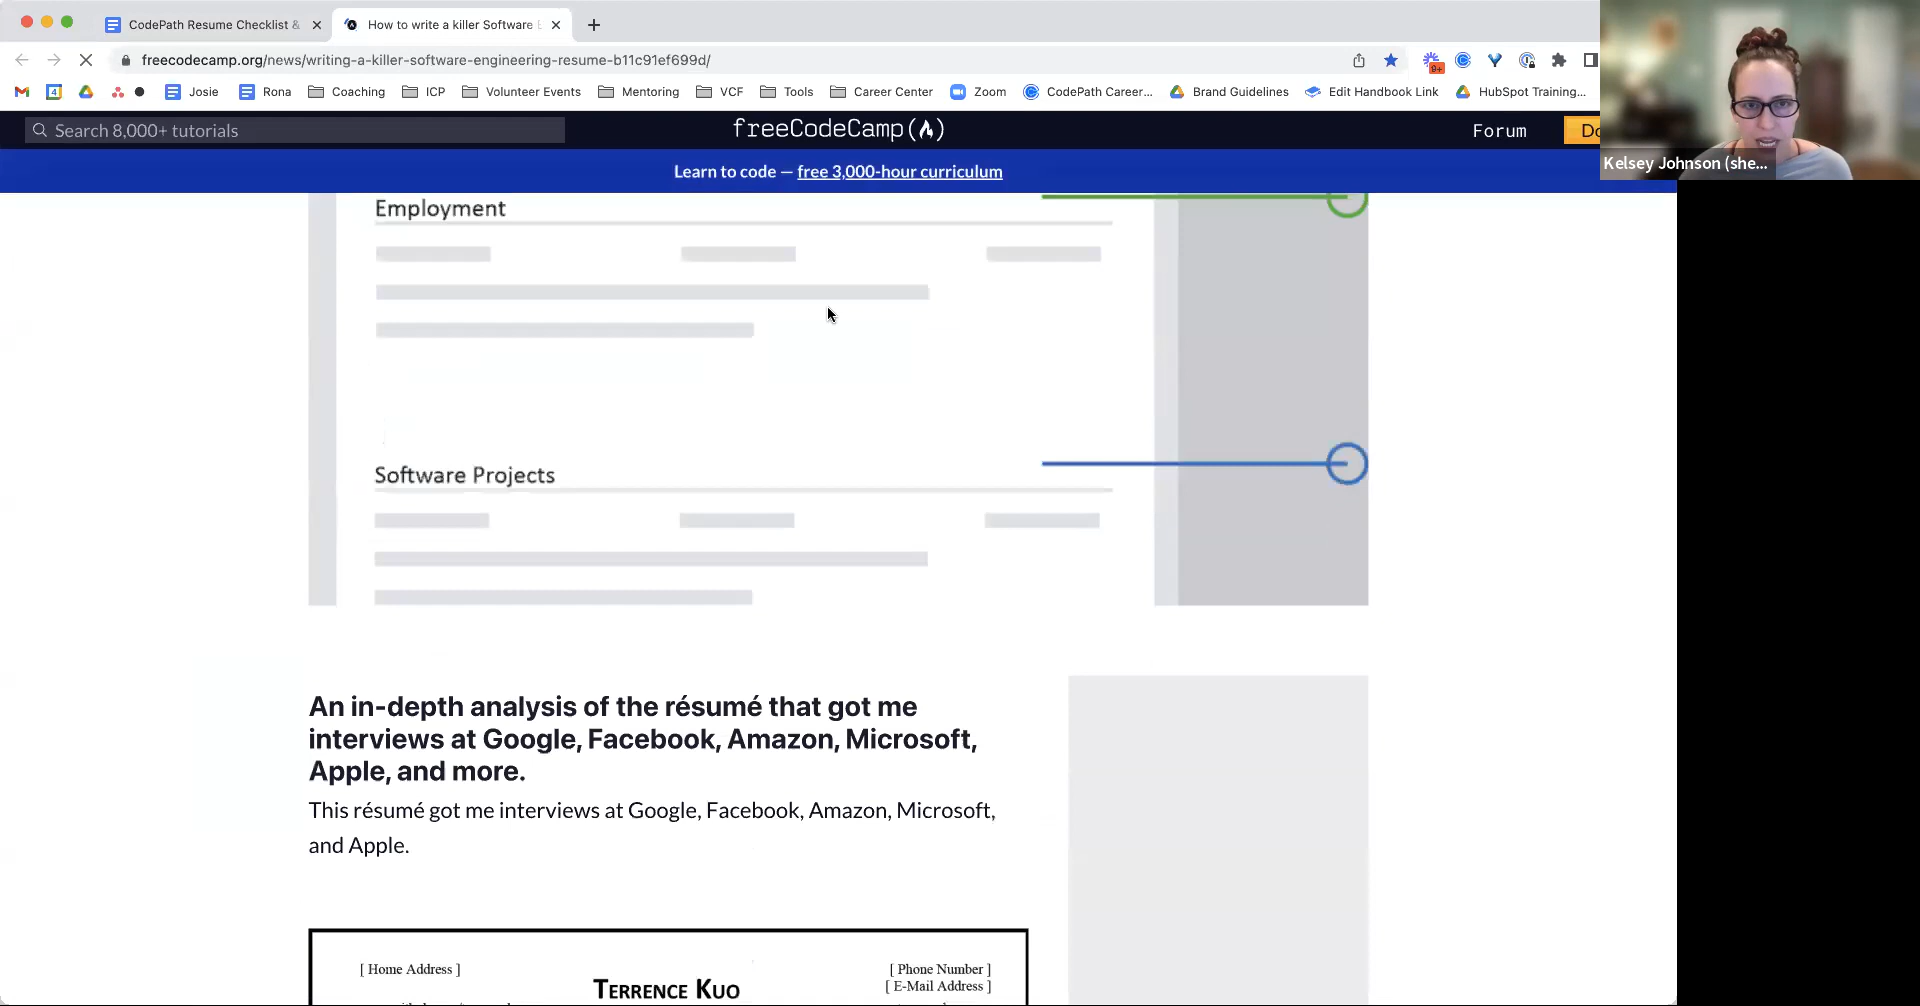 CodePath Resume Checklist &
How to write a killer Software E
freecodecamp.org/news/writing-a-killer-software-engineering-resume-b11c91ef699d/
9+
4
Josie
Rona
Coaching
ICP
Volunteer Events
Mentoring
VCF
Tools
Career Center
Zoom
CodePath Career...
Brand Guidelines
Edit Handbook Link
HubSpot Training...
Kelsey Johnson (she...
Search 8,000+ tutorials
freeCodeCamp
Forum
Do
Learn to code — free 3,000-hour curriculum
Employment
Software Projects
An in-depth analysis of the résumé that got me
interviews at Google, Facebook, Amazon, Microsoft,
Apple, and more.
This résumé got me interviews at Google, Facebook, Amazon, Microsoft,
and Apple.
[ Home Address ]
TERRENCE KUO
[ Phone Number ]
[ E-Mail Address ]